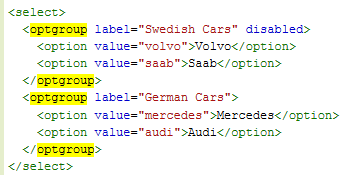 <select>
  <optgroup label="Swedish Cars" disabled>
    <option value="volvo">Volvo</option>
    <option value="saab">Saab</option>
  </optgroup>
  <optgroup label="German Cars">
    <option value="mercedes">Mercedes</option>
    <option value="audi">Audi</option>
  </optgroup>
</select>